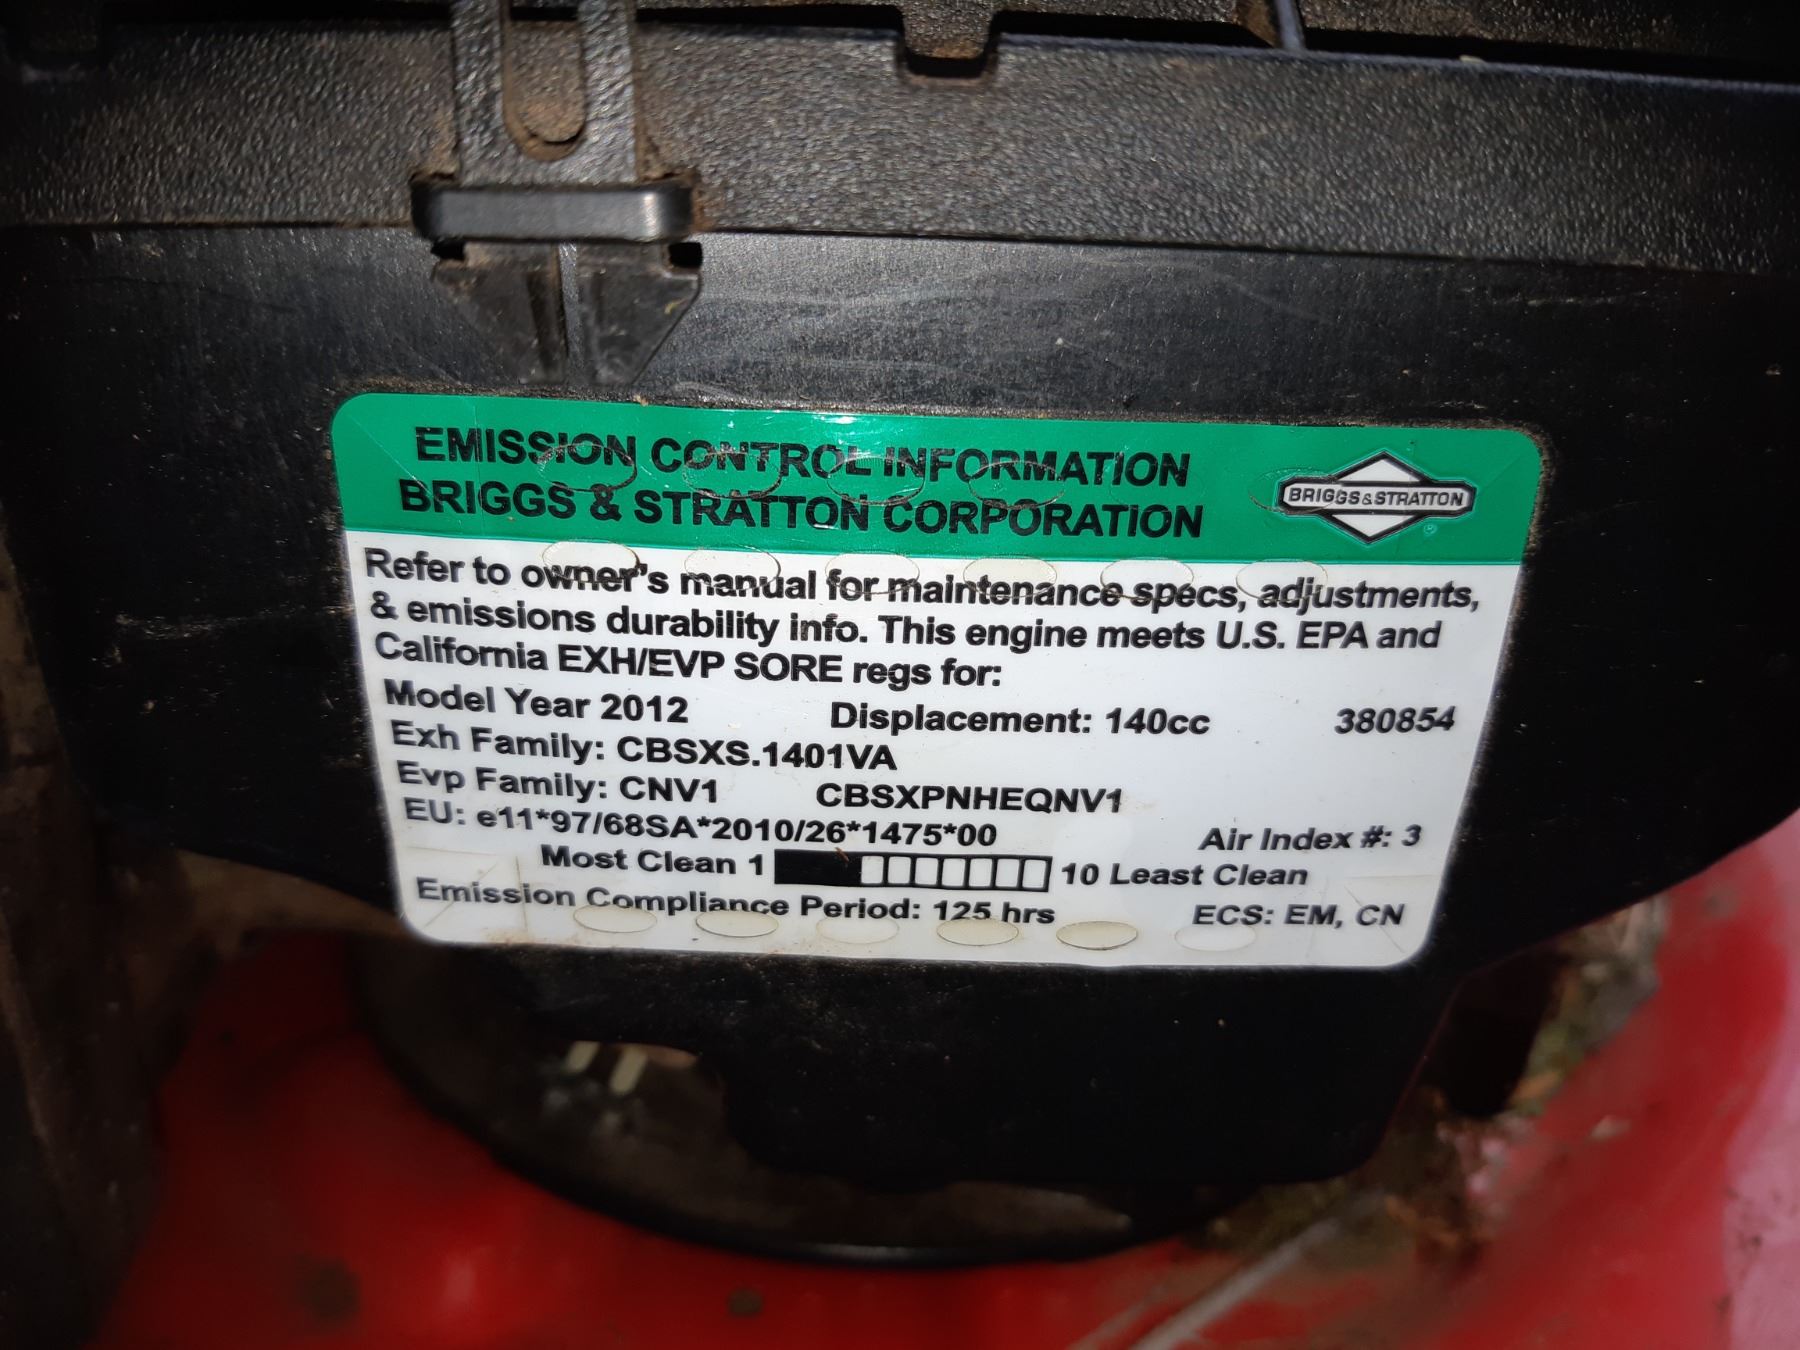 EMISSION CONTROL INFORMATION
BRIGGS & STRATTON CORPORATION
BRIGGS&STRATTON
®
Refer to owner's manual for maintenance specs, adjustments,
& emissions durability info. This engine meets U.S. EPA and
California EXH/EVP SORE regs for:
Model Year 2012 Displacement: 140cc 380854
Exh Family: CBSXS.1401VA
Evp Family: CNV1 CBSXPNHEQNV1
EU: e11*97/68SA*2010/26*1475*00 Air Index #: 3
Most Clean 1 10 Least Clean
Emission Compliance Period: 125 hrs ECS: EM, CN